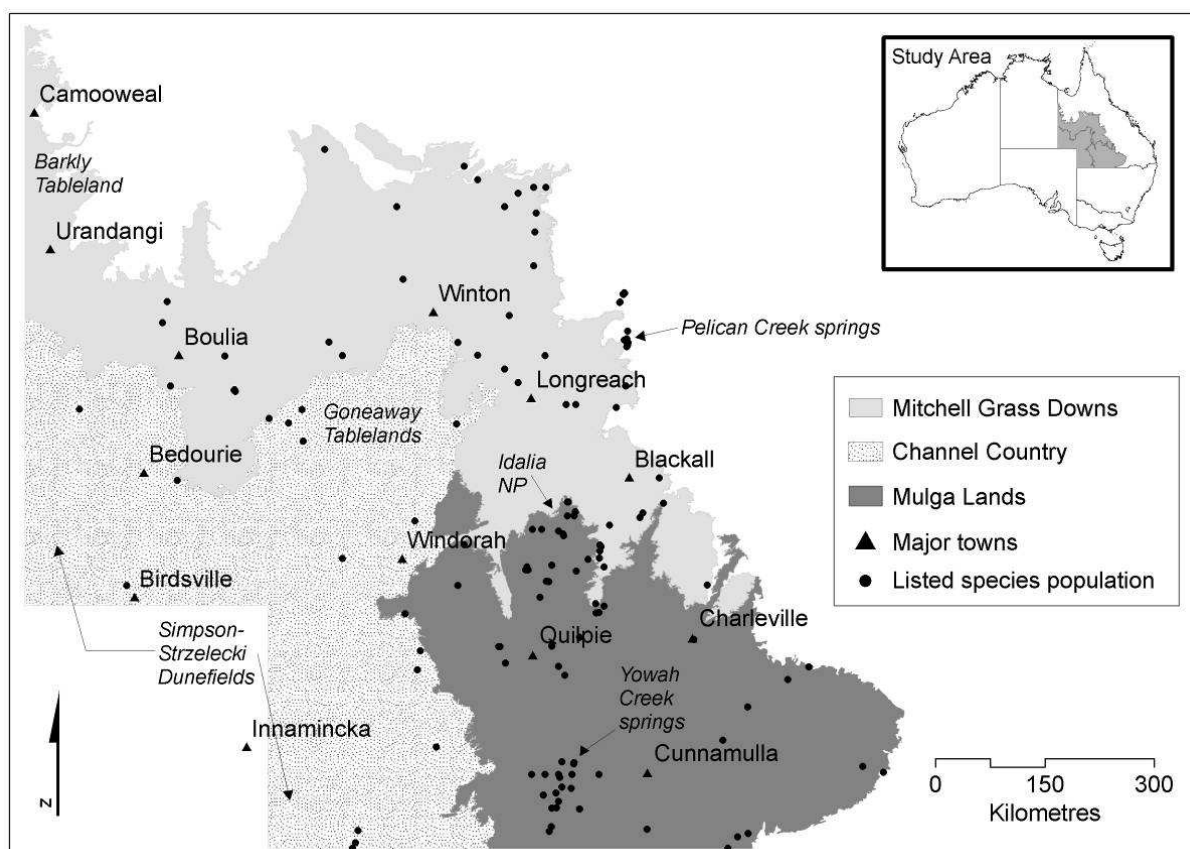 Study Area
Camooweal
Barkly
Tableland
Urandangi
Winton
Pelican Creek springs
Boulia
Longreach
Goneaway
Tablelands
Mitchell Grass Downs
Channel Country
Mulga Lands
Major towns
Listed species population
Bedourie
Idalia
NP
Blackall
Windorah
Birdsville
Simpson-
Strzelecki
Dunefields
Quilpie
Charleville
Yowah
Creek
springs
Innamincka
Cunnamulla
N
0 150 300
Kilometres